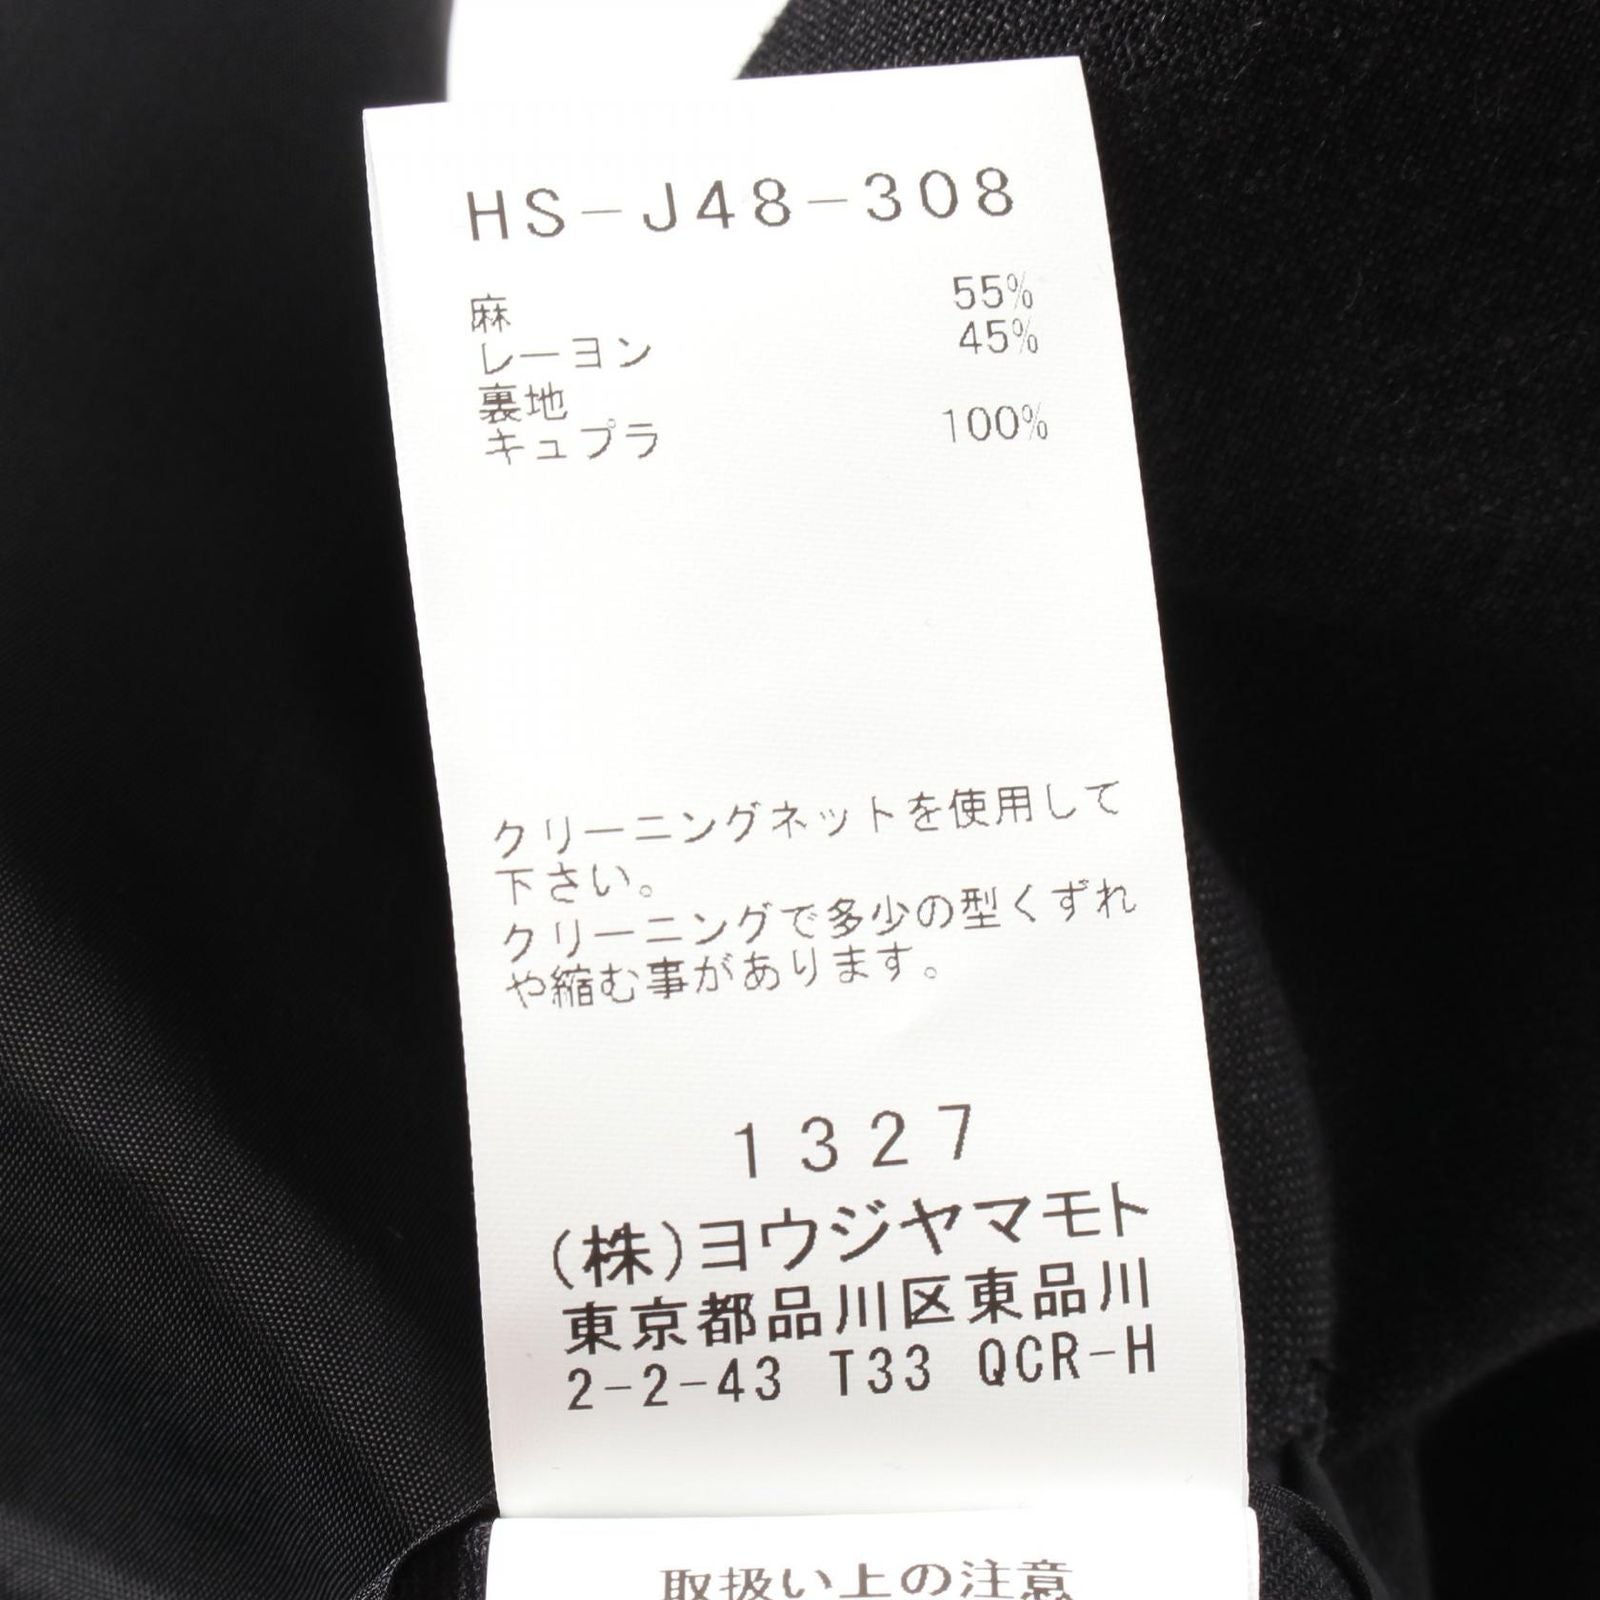 HS-J48-308
麻 55%
レーヨン 45%
裏地
キュプラ 100%
クリーニングネットを使用して
下さい。
クリーニングで多少の型くずれ
や縮む事があります。
1327
(株)ヨウジヤマモト
東京都品川区東品川
2-2-43 T33 QCR-H
取扱い上の注意